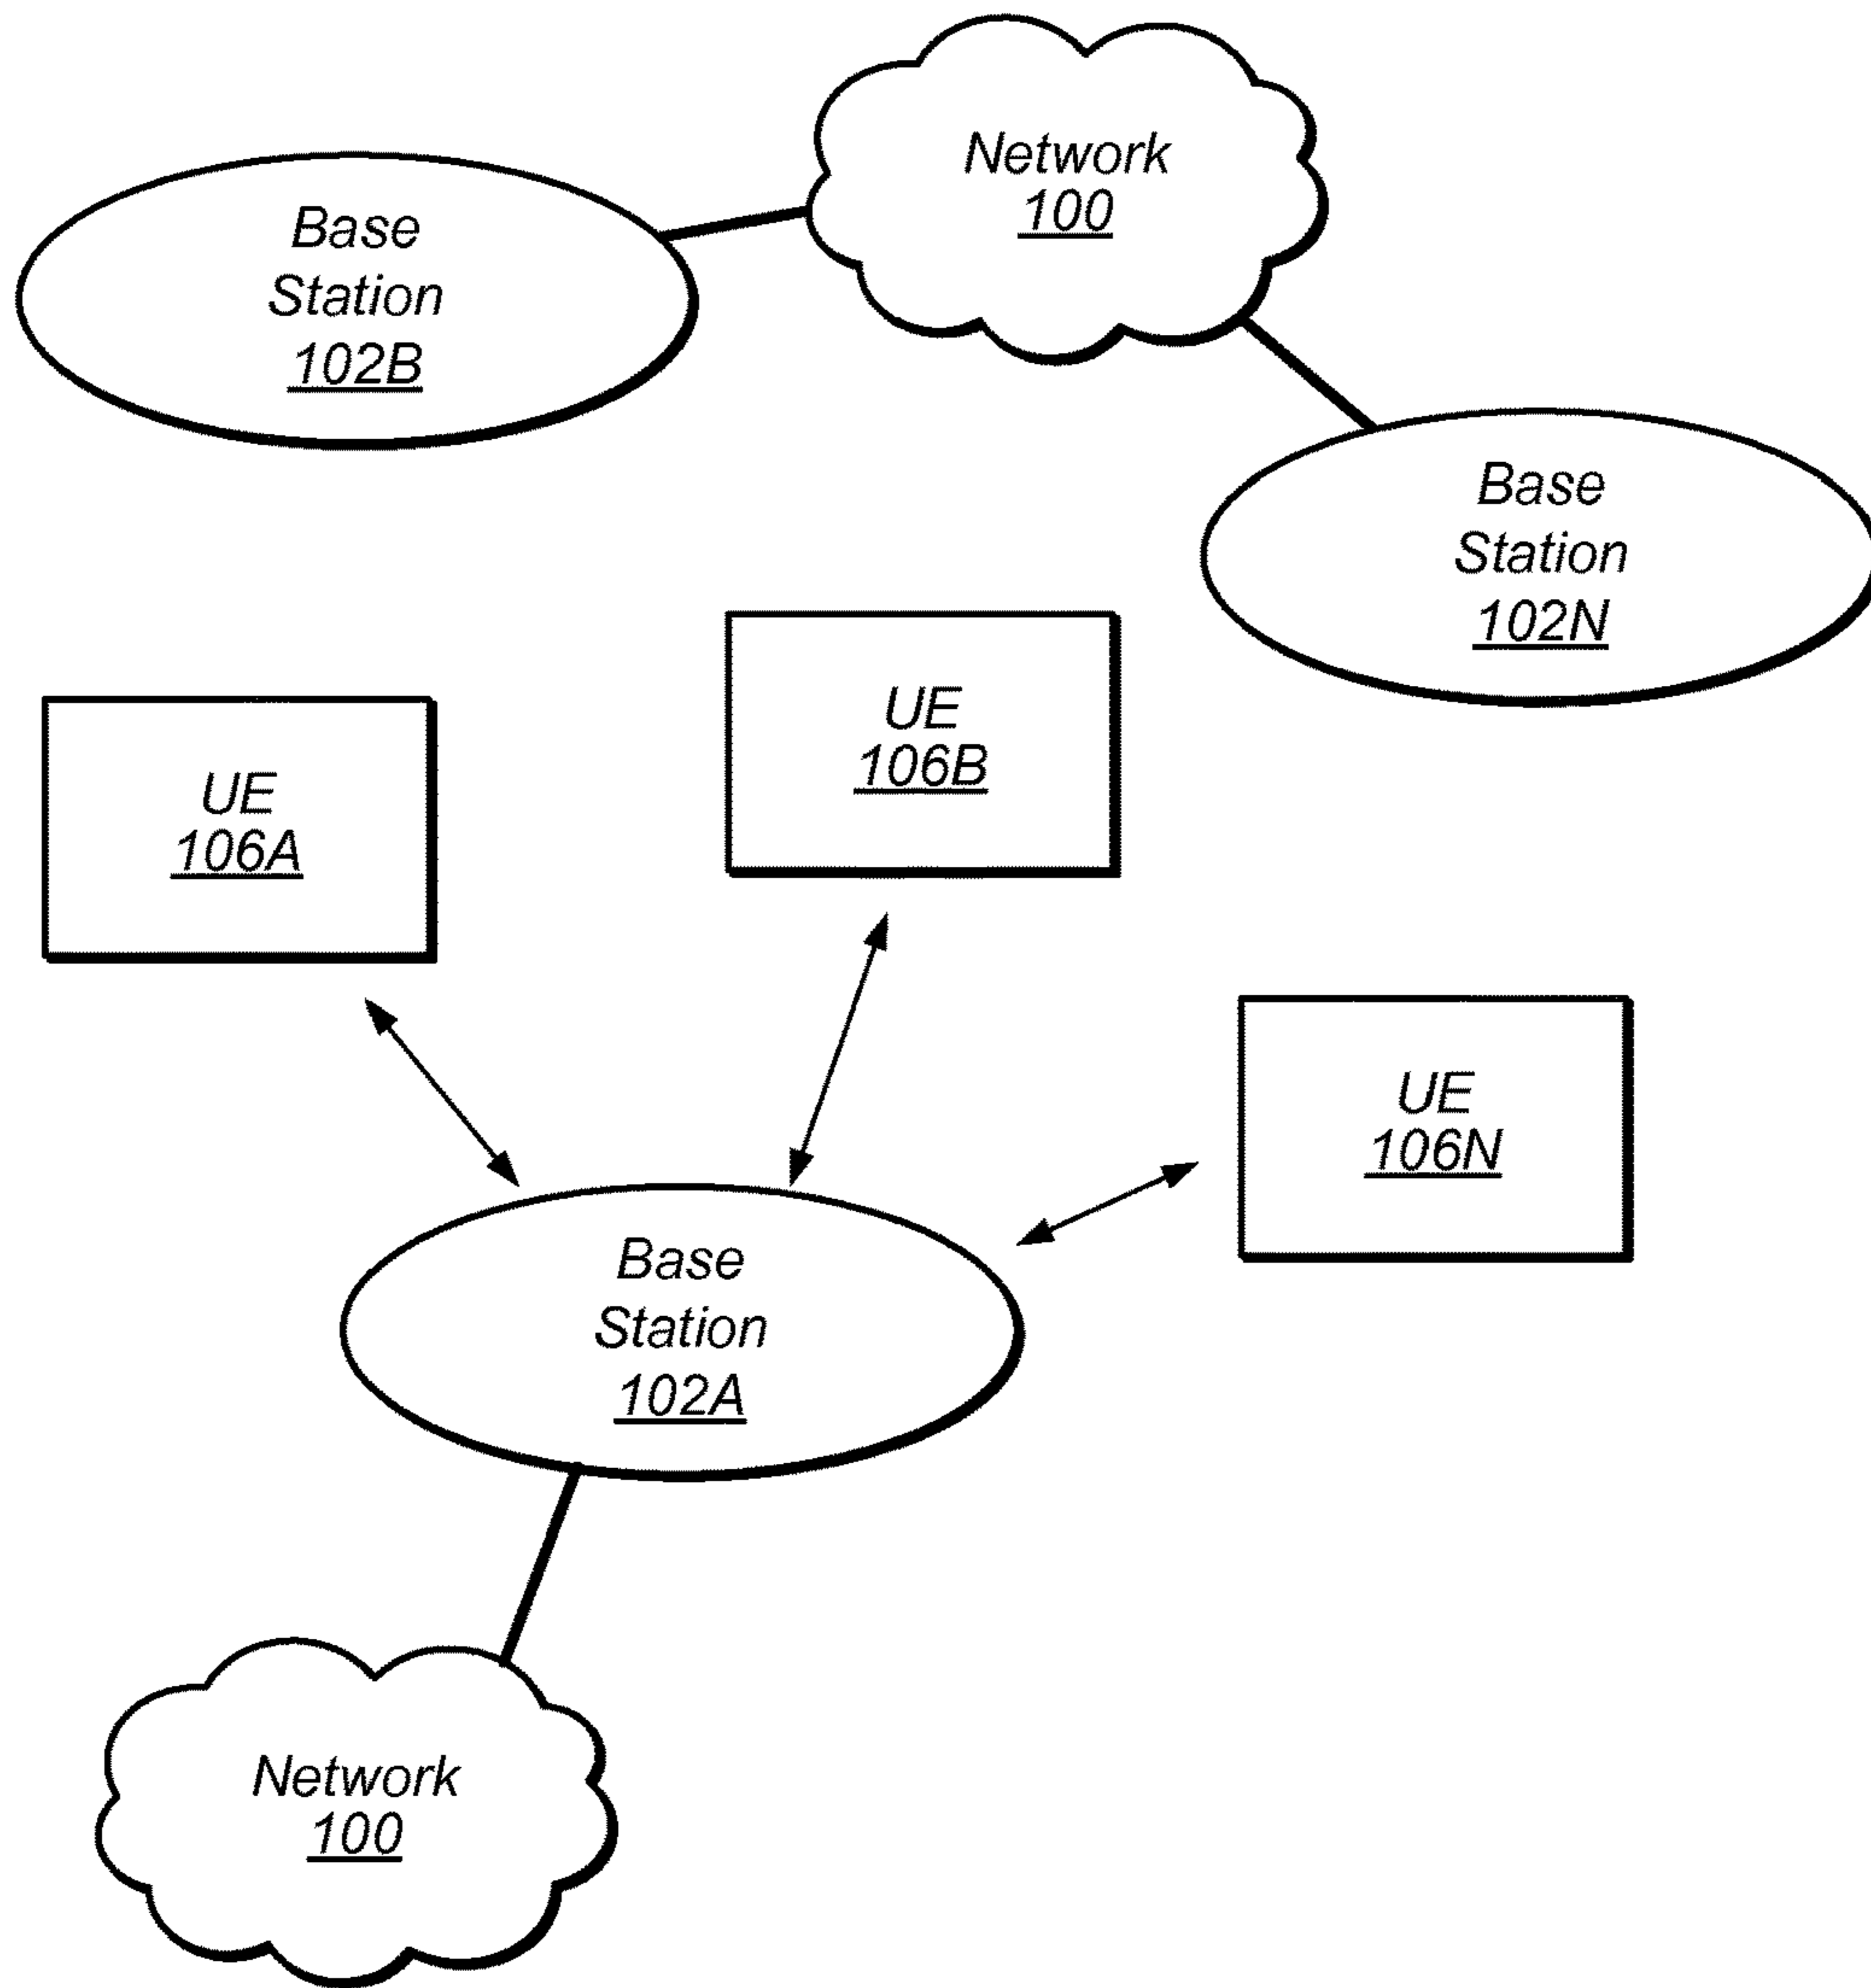 Network
100
Base
Station
102B
Base
Station
102N
UE
106B
UE
106A
UE
106N
Base
Station
102A
Network
100